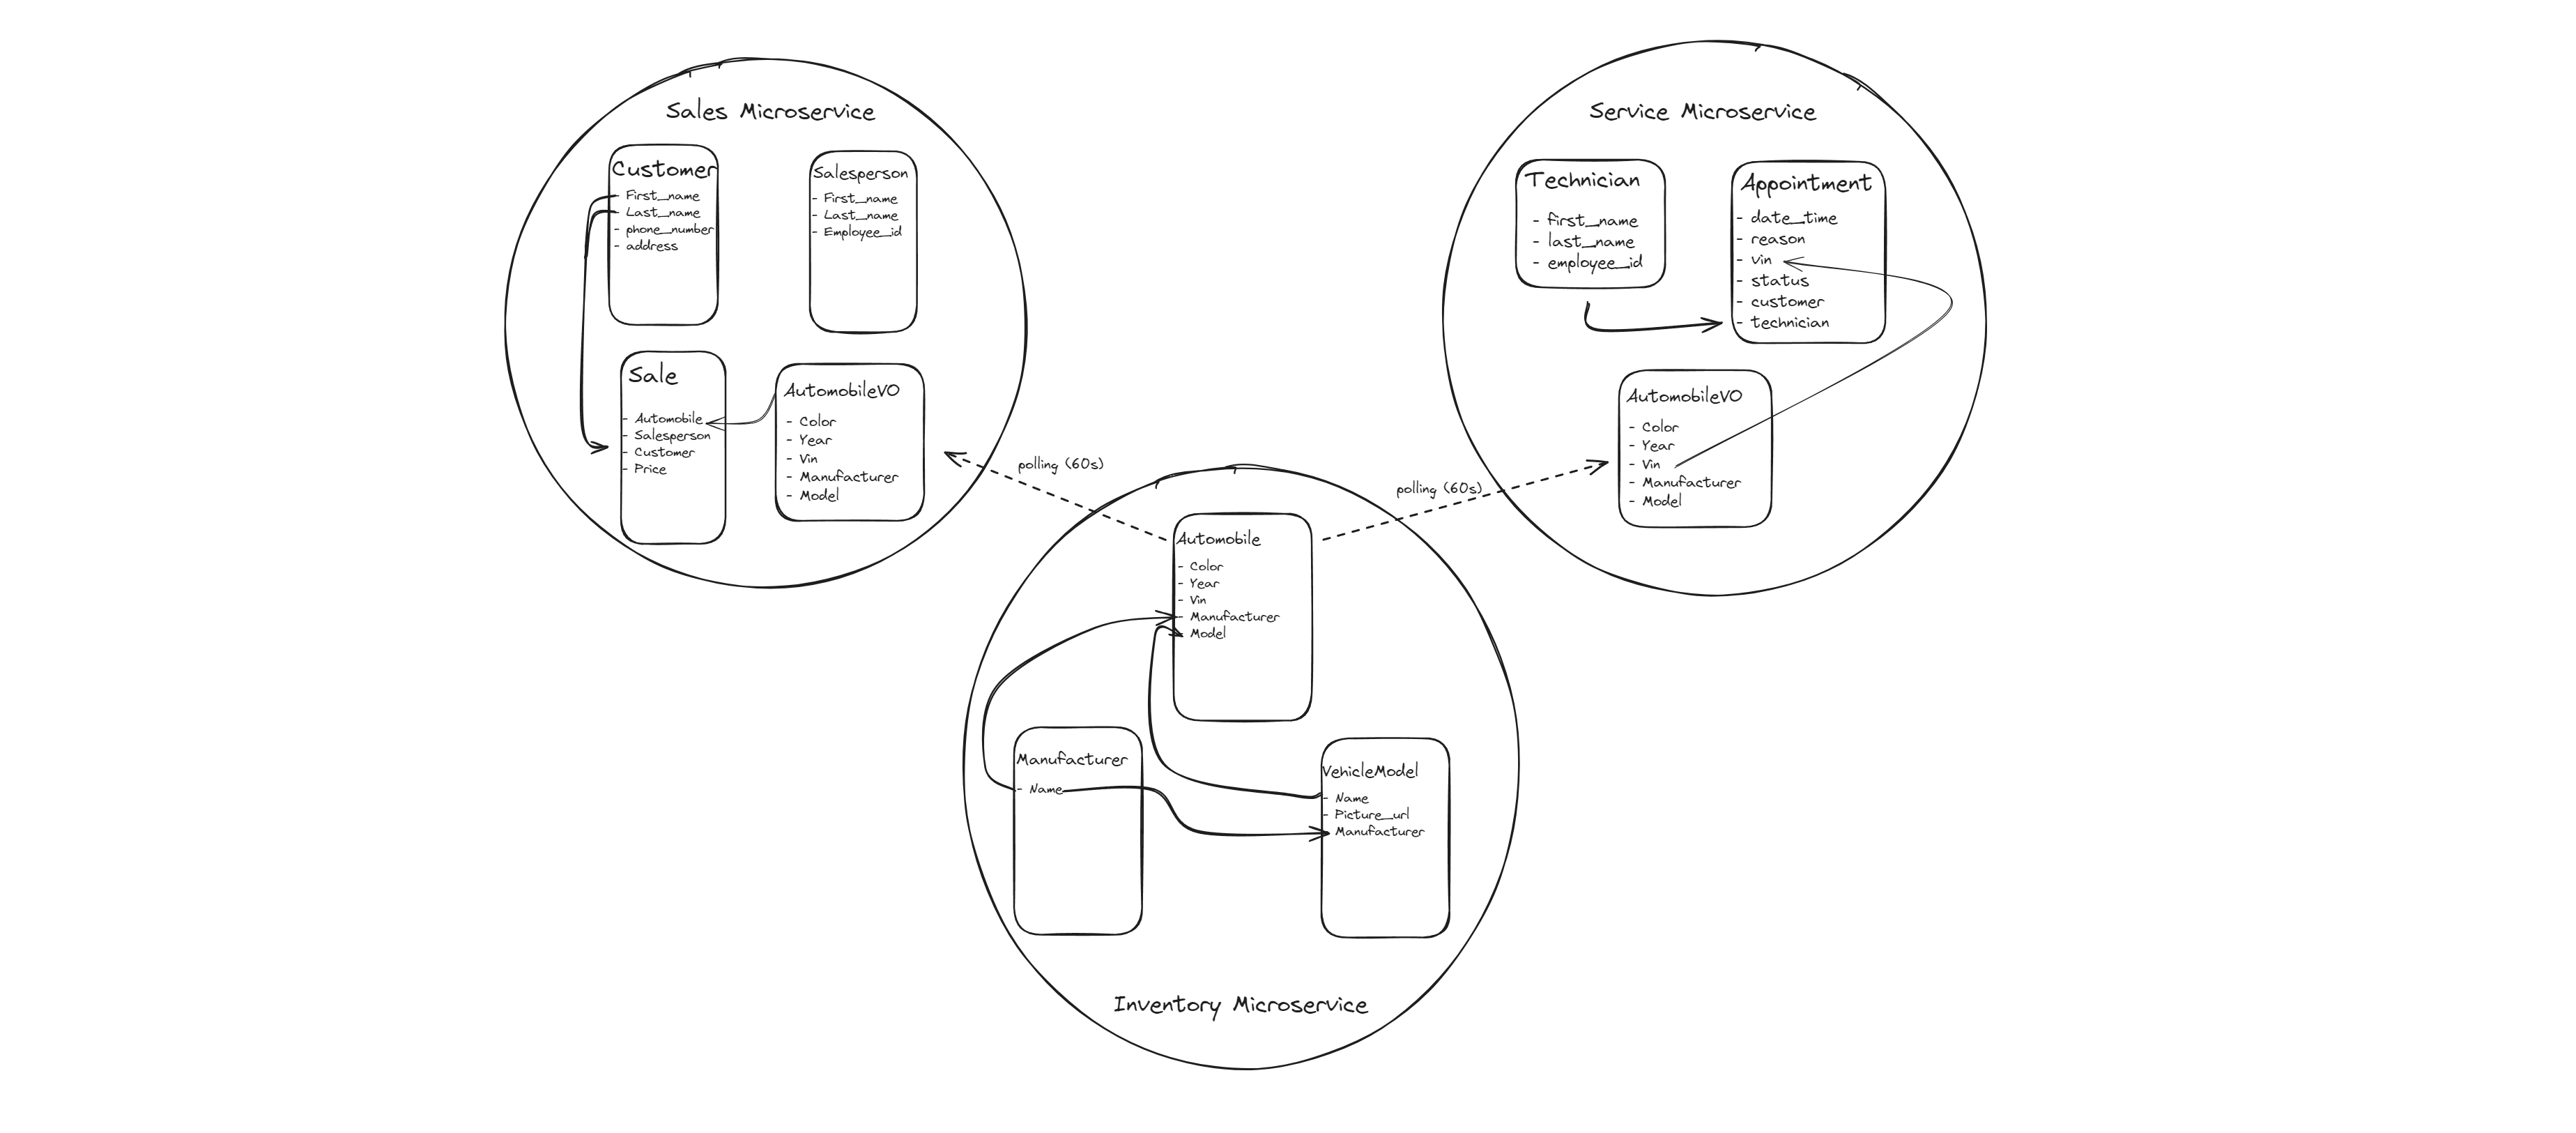 Sales Microservice
Customer
- First_name
- Last_name
- phone_number
- address
Salesperson
- First_name
- Last_name
- Employee_id
Sale
- Automobile
- Salesperson
- Customer
- Price
AutomobileVO
- Color
- Year
- Vin
- Manufacturer
- Model
polling (60s)
Service Microservice
Technician
- first_name
- last_name
- employee_id
Appointment
- date_time
- reason
- vin
- status
- customer
- technician
AutomobileVO
- Color
- Year
- Vin
- Manufacturer
- Model
polling (60s)
Automobile
- Color
- Year
- Vin
- Manufacturer
- Model
Manufacturer
- Name
VehicleModel
- Name
- Picture_url
- Manufacturer
Inventory Microservice